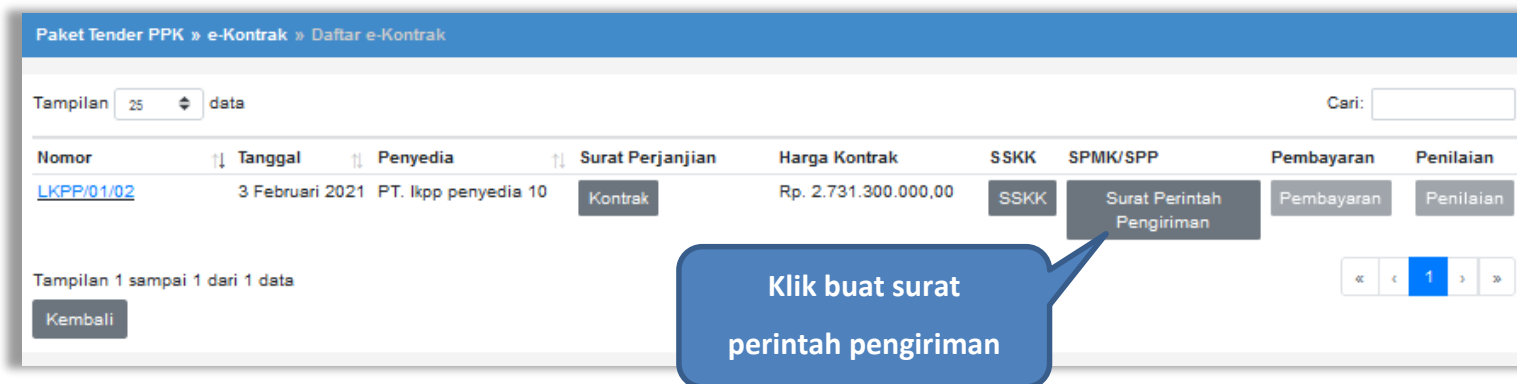 Paket Tender PPK » e-Kontrak » Daftar e-Kontrak
Tampilan 25 data Cari:
Nomor Tanggal Penyedia Surat Perjanjian Harga Kontrak SSKK SPMK/SPP Pembayaran Penilaian
LKPP/01/02 3 Februari 2021 PT. lkpp penyedia 10 Kontrak Rp. 2.731.300.000,00 SSKK Surat Perintah Pembayaran Penilaian
Pengiriman
Tampilan 1 sampai 1 dari 1 data « ‹ 1 › »
Kembali
Klik buat surat
perintah pengiriman